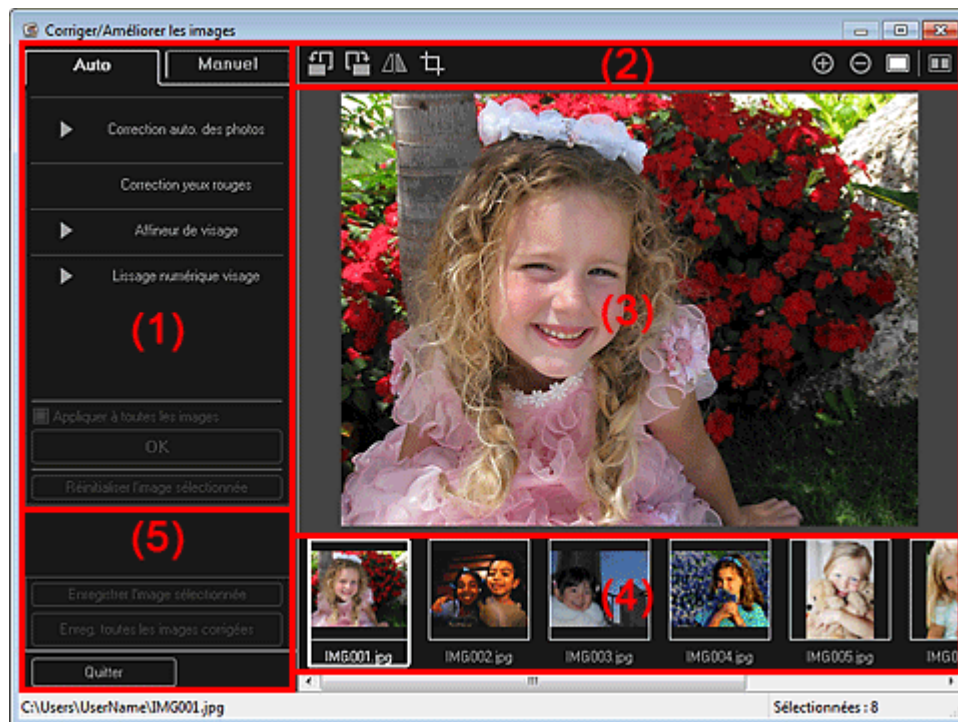 Corriger/Améliorer les images
Auto
Manuel
(2)
Correction auto. des photos
Correction yeux rouges
Affineur de visage
Lissage numérique visage
(1)
(3)
Appliquer à toutes les images
OK
Réinitialiser l'image sélectionnée
(5)
(4)
Enregistrer l'image sélectionnée
Enreg. toutes les images corrigées
IMG001.jpg
IMG002.jpg
IMG003.jpg
IMG004.jpg
IMG005.jpg
IMG0
Quitter
C:\Users\UserName\IMG001.jpg
Sélectionnées : 8